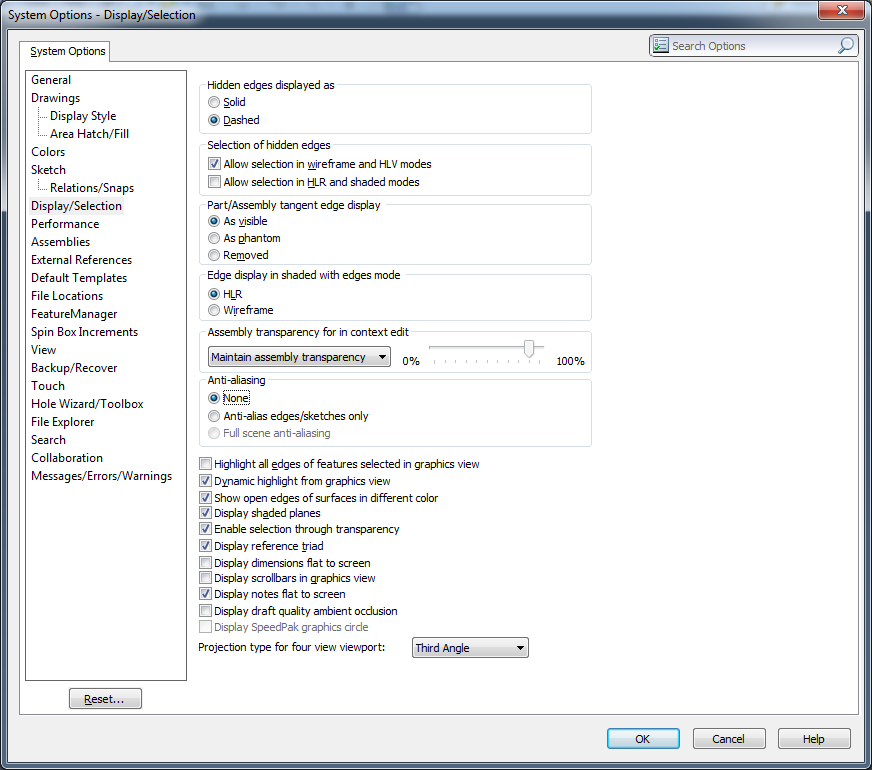 System Options - Display/Selection
System Options
Search Options
General
Drawings
Display Style
Area Hatch/Fill
Colors
Sketch
Relations/Snaps
Display/Selection
Performance
Assemblies
External References
Default Templates
File Locations
FeatureManager
Spin Box Increments
View
Backup/Recover
Touch
Hole Wizard/Toolbox
File Explorer
Search
Collaboration
Messages/Errors/Warnings
Reset...
Hidden edges displayed as
Solid
Dashed
Selection of hidden edges
Allow selection in wireframe and HLV modes
Allow selection in HLR and shaded modes
Part/Assembly tangent edge display
As visible
As phantom
Removed
Edge display in shaded with edges mode
HLR
Wireframe
Assembly transparency for in context edit
Maintain assembly transparency 0% 100%
Anti-aliasing
None
Anti-alias edges/sketches only
Full scene anti-aliasing
Highlight all edges of features selected in graphics view
Dynamic highlight from graphics view
Show open edges of surfaces in different color
Display shaded planes
Enable selection through transparency
Display reference triad
Display dimensions flat to screen
Display scrollbars in graphics view
Display notes flat to screen
Display draft quality ambient occlusion
Display SpeedPak graphics circle
Projection type for four view viewport: Third Angle
OK Cancel Help